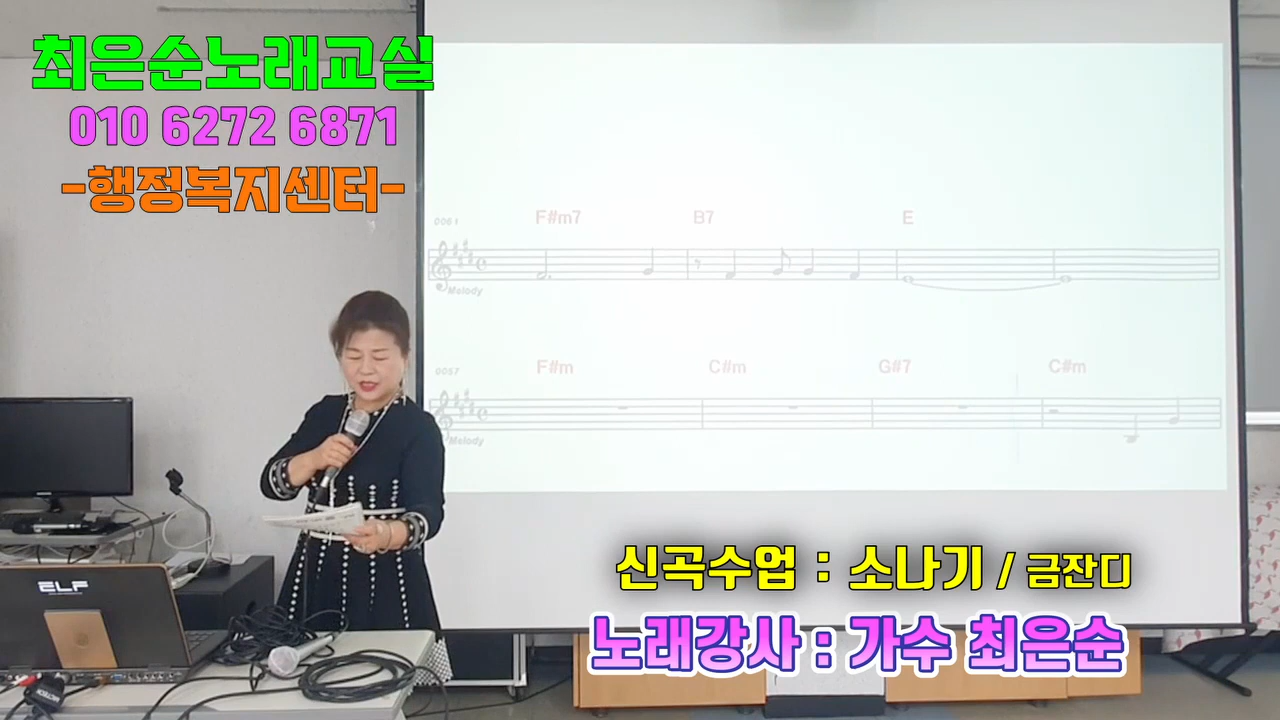 최은순노래교실
010 6272 6871
-행정복지센터-
0061
F#m7 B7 E
Melody
0057
F#m C#m G#7 C#m
Melody
ELF
신곡수업 : 소나기 / 금잔디
노래강사 : 가수 최은순